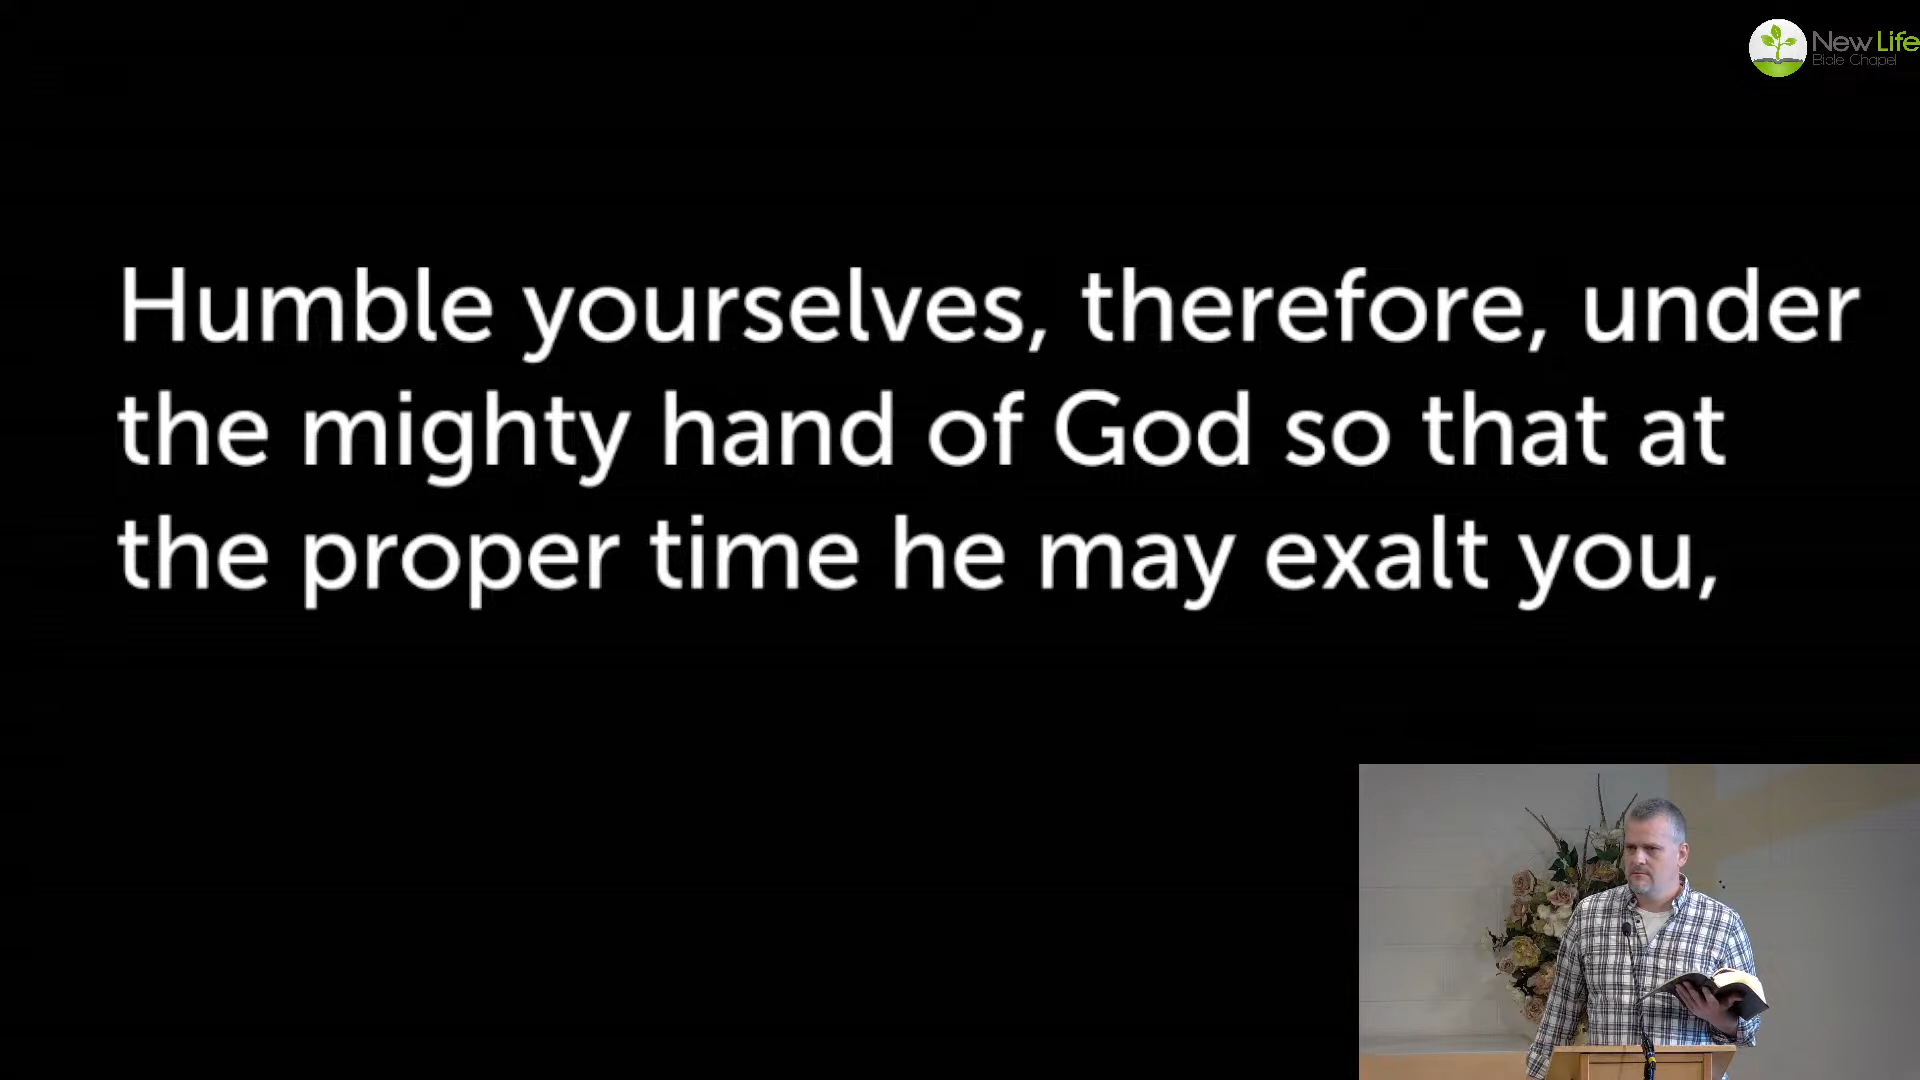 New Life
Bible Chapel
Humble yourselves, therefore, under
the mighty hand of God so that at
the proper time he may exalt you,